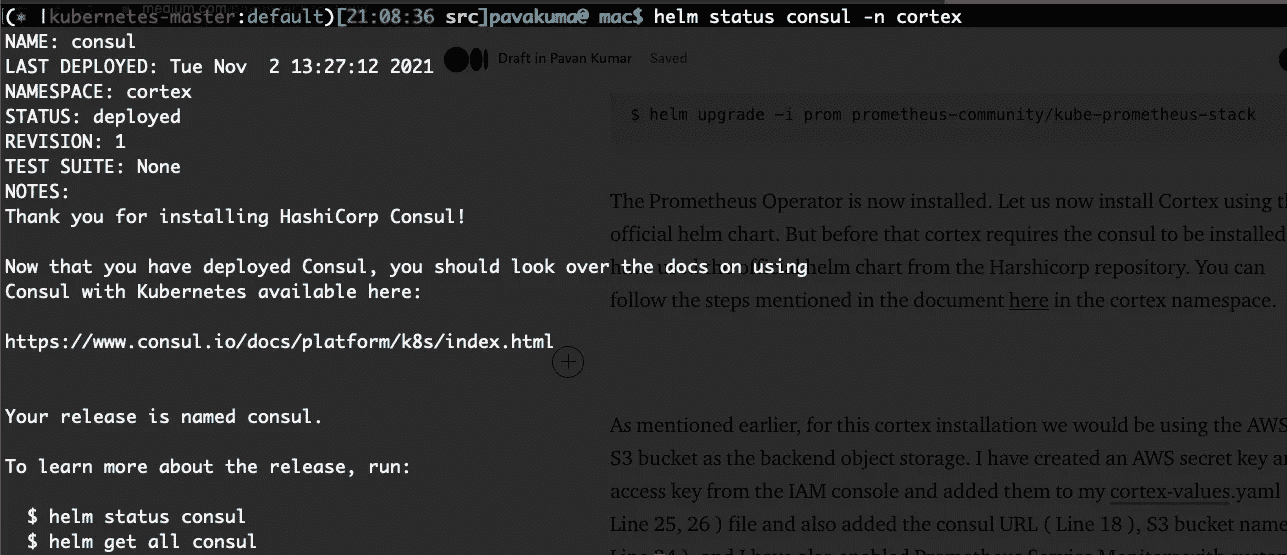 medium.com
(* |kubernetes-master:default)[21:08:36 src]pavakuma@ mac$ helm status consul -n cortex
NAME: consul
LAST DEPLOYED: Tue Nov  2 13:27:12 2021
NAMESPACE: cortex
STATUS: deployed
REVISION: 1
TEST SUITE: None
NOTES:
Thank you for installing HashiCorp Consul!
Now that you have deployed Consul, you should look over the docs on using
Consul with Kubernetes available here:
https://www.consul.io/docs/platform/k8s/index.html
Your release is named consul.
To learn more about the release, run:
$ helm status consul
$ helm get all consul
Draft in Pavan Kumar Saved
$ helm upgrade -i prom prometheus-community/kube-prometheus-stack
The Prometheus Operator is now installed. Let us now install Cortex using
official helm chart. But before that cortex requires the consul to be installed
helm chart from the Harshicorp repository. You can
follow the steps mentioned in the document here in the cortex namespace.
As mentioned earlier, for this cortex installation we would be using the AWS
S3 bucket as the backend object storage. I have created an AWS secret key
access key from the IAM console and added them to my cortex-values.yaml
Line 25, 26 ) file and also added the consul URL ( Line 18 ), S3 bucket name